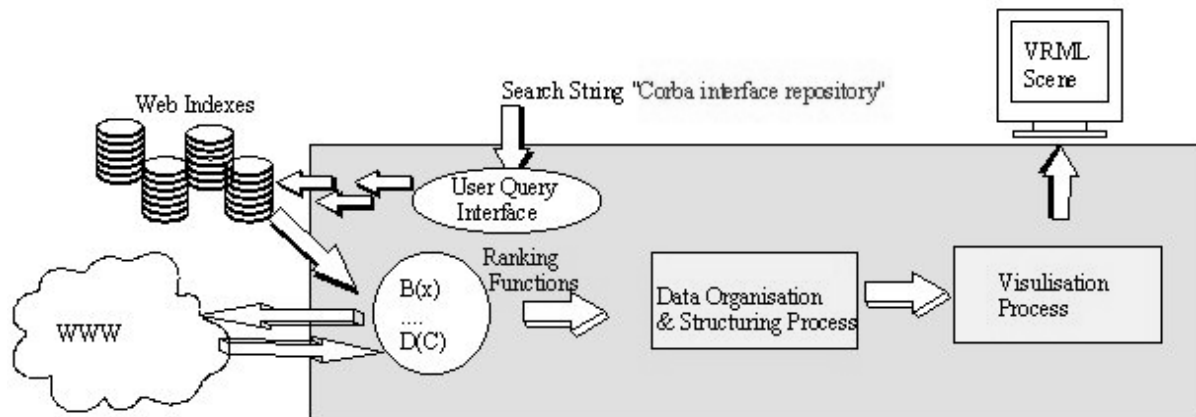 VRML
Scene
Search String "Corba interface repository"
Web Indexes
User Query
Interface
Ranking
Functions
B(x)
....
D(C)
WWW
Data Organisation
& Structuring Process
Visulisation
Process